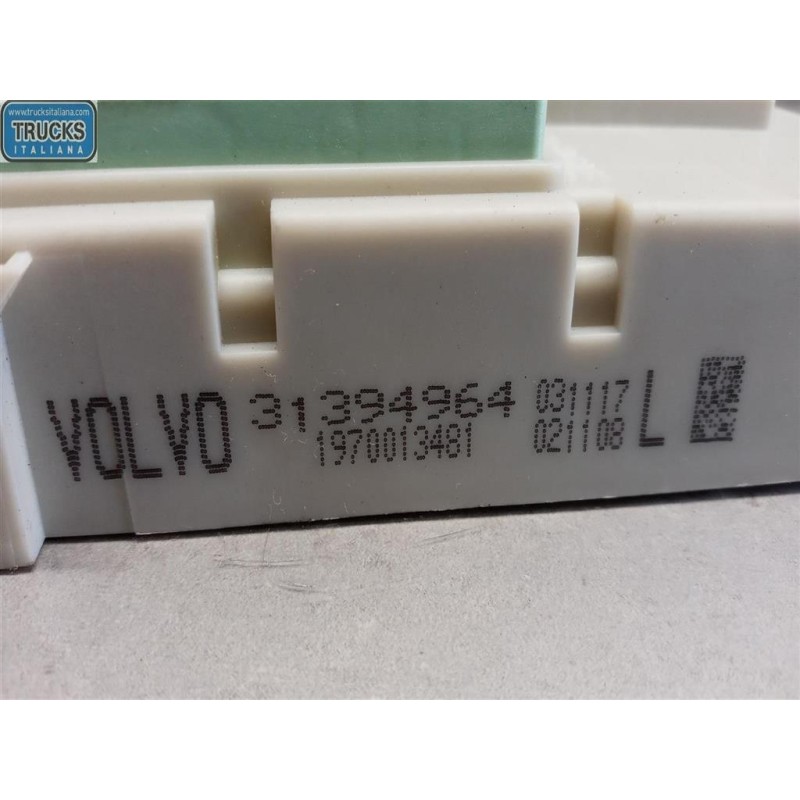 www.trucksitaliana.com
TRUCKS
ITALIANA
VOLVO 31394964 031117 L
1970013481 021108